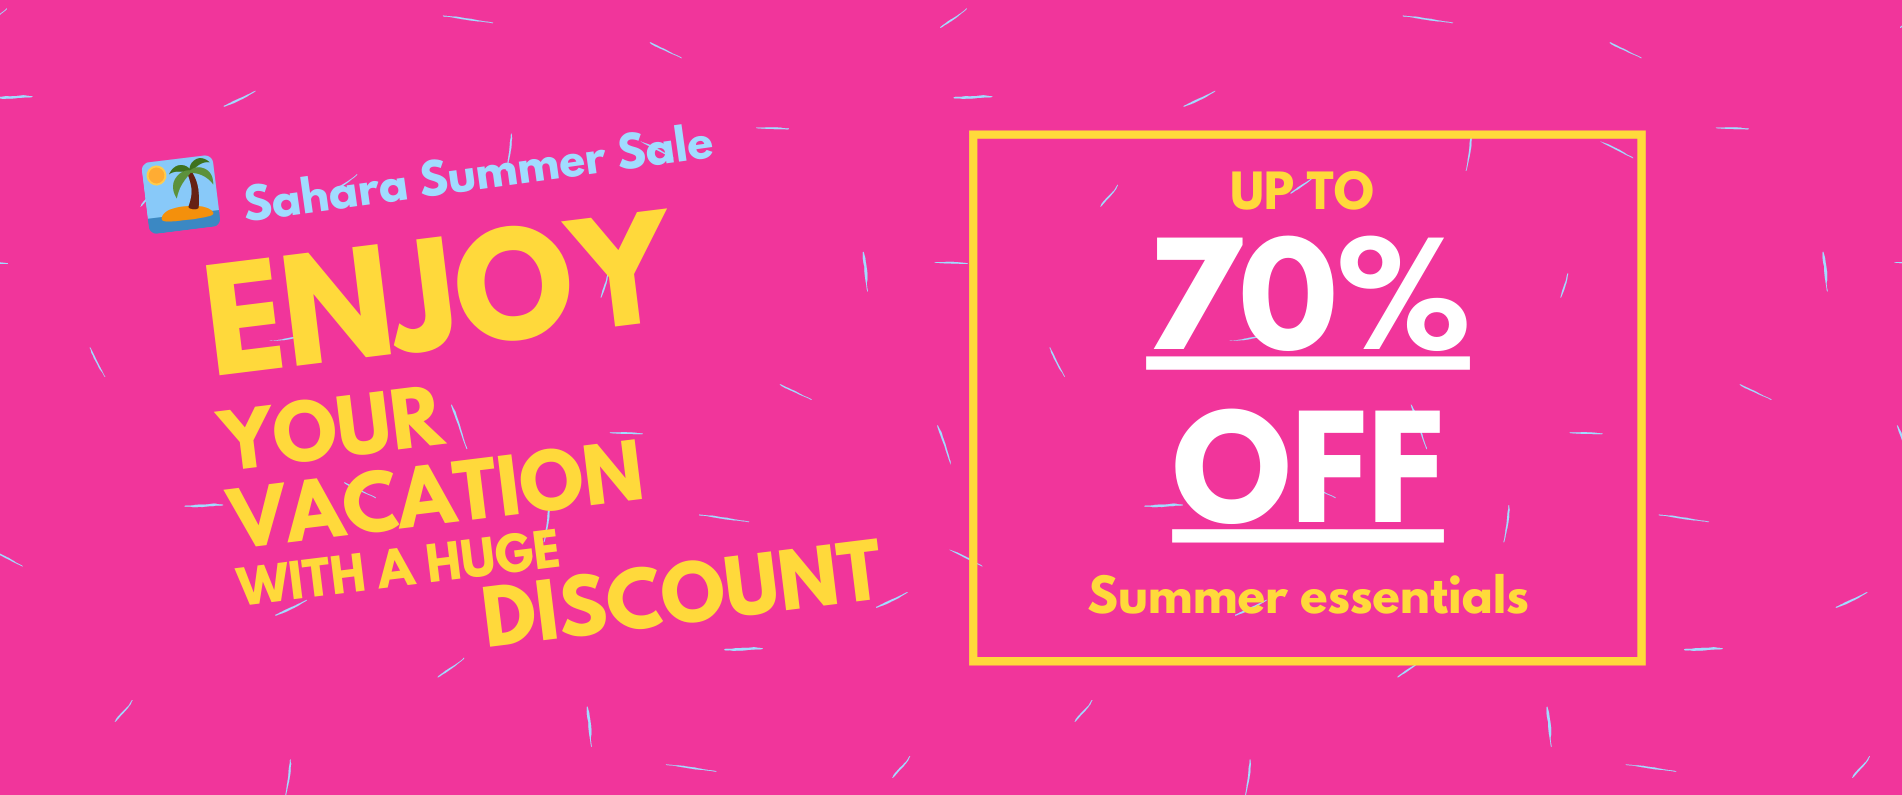 Sahara Summer Sale
ENJOY
YOUR
VACATION
WITH A HUGE
DISCOUNT
UP TO
70%
OFF
Summer essentials